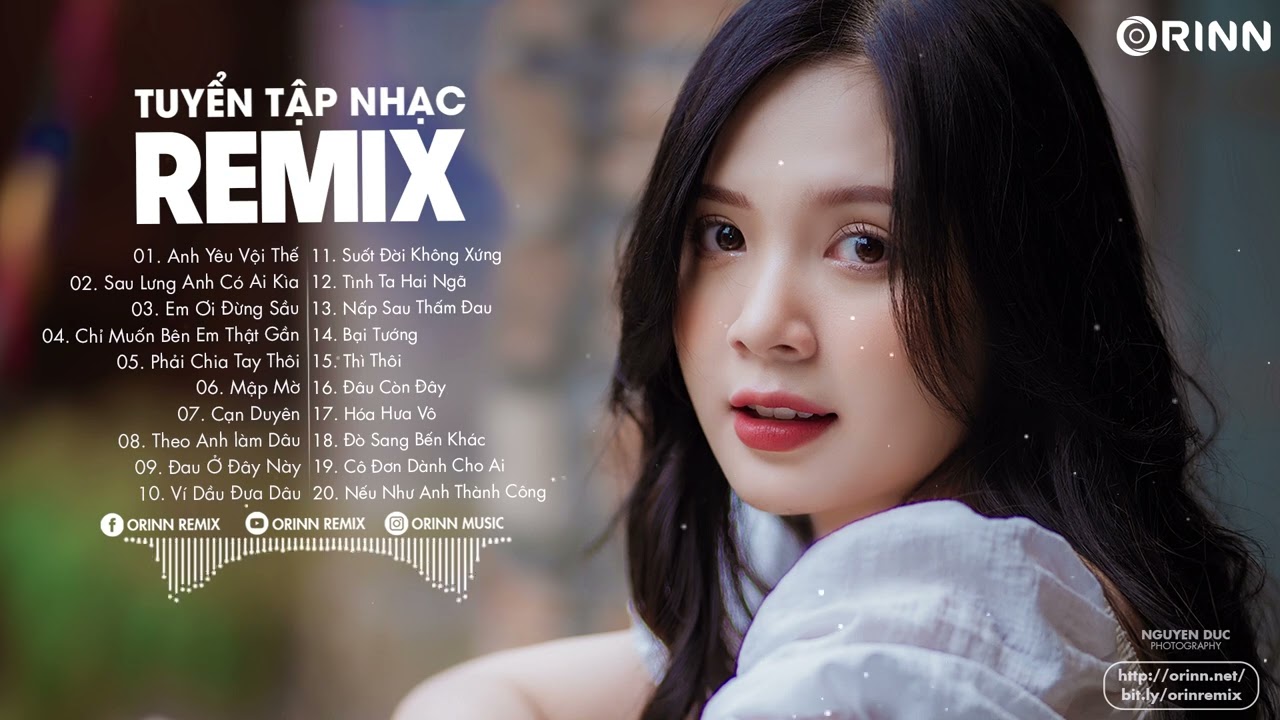 ORINN
TUYỂN TẬP NHẠC
REMIX
01. Anh Yêu Vội Thế
02. Sau Lưng Anh Có Ai Kìa
03. Em Ơi Đừng Sầu
04. Chỉ Muốn Bên Em Thật Gần
05. Phải Chia Tay Thôi
06. Mập Mờ
07. Cạn Duyên
08. Theo Anh làm Dâu
09. Đau Ở Đây Này
10. Ví Dầu Đưa Dâu
11. Suốt Đời Không Xứng
12. Tình Ta Hai Ngã
13. Nấp Sau Thấm Đau
14. Bại Tướng
15. Thì Thôi
16. Đâu Còn Đây
17. Hóa Hưa Vô
18. Đò Sang Bến Khác
19. Cô Đơn Dành Cho Ai
20. Nếu Như Anh Thành Công
ORINN REMIX ORINN REMIX ORINN MUSIC
NGUYEN DUC
PHOTOGRAPHY
http://orinn.net/
bit.ly/orinremix